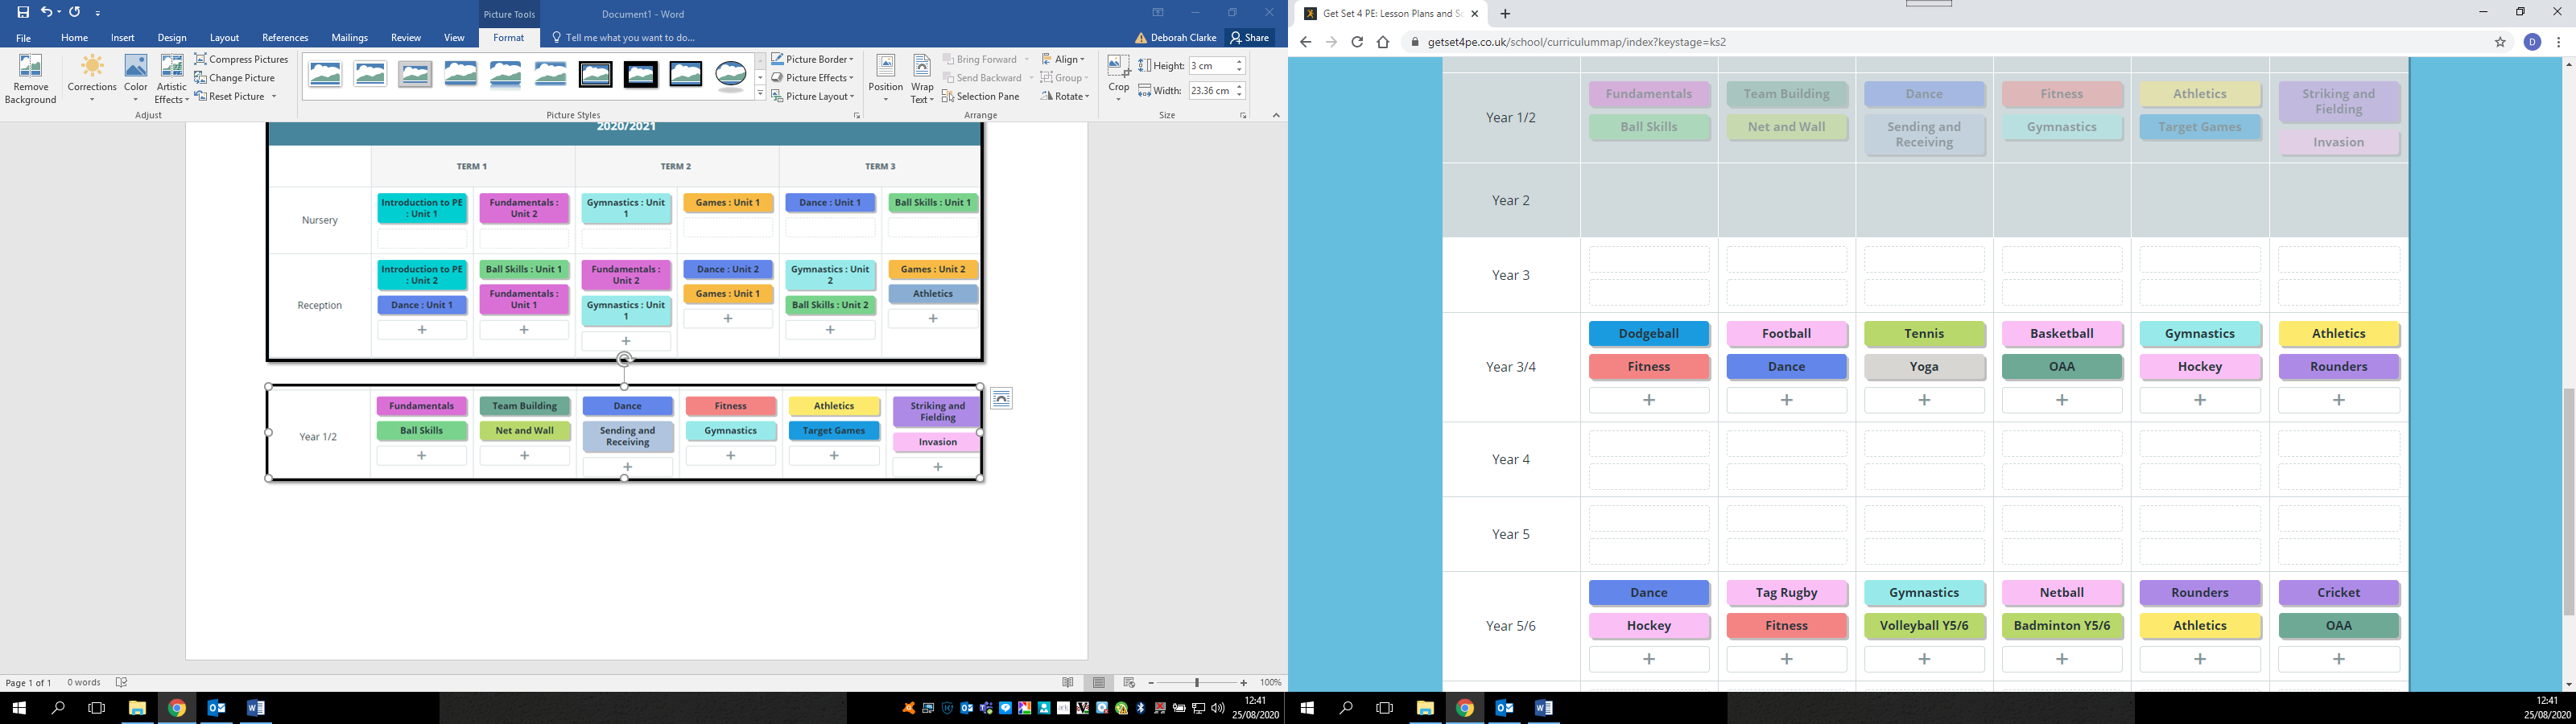 Picture Tools
Document1 - Word
File
Home
Insert
Design
Layout
References
Mailings
Review
View
Format
Tell me what you want to do...
Deborah Clarke
Share
Remove
Background
Corrections
Color
Artistic
Effects
Compress Pictures
Change Picture
Reset Picture
Adjust
Picture Styles
Picture Border
Picture Effects
Picture Layout
Position
Wrap
Text
Bring Forward
Send Backward
Selection Pane
Align
Group
Rotate
Arrange
Crop
Height: 3 cm
Width: 23.36 cm
Size
2020/2021
TERM 1
TERM 2
TERM 3
Nursery
Introduction to PE
: Unit 1
Fundamentals :
Unit 2
Gymnastics : Unit
1
Games : Unit 1
Dance : Unit 1
Ball Skills : Unit 1
Reception
Introduction to PE
: Unit 2
Dance : Unit 1
+
Ball Skills : Unit 1
Fundamentals :
Unit 1
+
Fundamentals :
Unit 2
Gymnastics : Unit
1
+
Dance : Unit 2
Games : Unit 1
+
Gymnastics : Unit
2
Ball Skills : Unit 2
+
Games : Unit 2
Athletics
+
Year 1/2
Fundamentals
Ball Skills
+
Team Building
Net and Wall
+
Dance
Sending and
Receiving
+
Fitness
Gymnastics
+
Athletics
Target Games
+
Striking and
Fielding
Invasion
+
Page 1 of 1
0 words
100%
12:41
25/08/2020
Get Set 4 PE: Lesson Plans and
getset4pe.co.uk/school/curriculummap/index?keystage=ks2
D
Year 1/2
Fundamentals
Ball Skills
Team Building
Net and Wall
Dance
Sending and
Receiving
Fitness
Gymnastics
Athletics
Target Games
Striking and
Fielding
Invasion
Year 2
Year 3
Year 3/4
Dodgeball
Fitness
+
Football
Dance
+
Tennis
Yoga
+
Basketball
OAA
+
Gymnastics
Hockey
+
Athletics
Rounders
+
Year 4
Year 5
Year 5/6
Dance
Hockey
+
Tag Rugby
Fitness
+
Gymnastics
Volleyball Y5/6
+
Netball
Badminton Y5/6
+
Rounders
Athletics
+
Cricket
OAA
+
12:41
25/08/2020